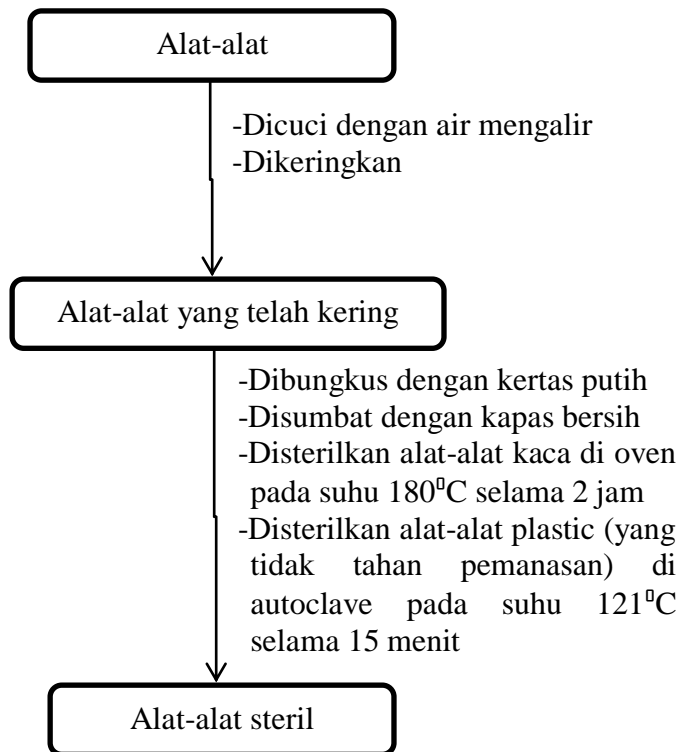 Alat-alat
-Dicuci dengan air mengalir
-Dikeringkan
Alat-alat yang telah kering
-Dibungkus dengan kertas putih
-Disumbat dengan kapas bersih
-Disterilkan alat-alat kaca di oven
pada suhu 180▯C selama 2 jam
-Disterilkan alat-alat plastic (yang
tidak tahan pemanasan) di
autoclave pada suhu 121▯C
selama 15 menit
Alat-alat steril